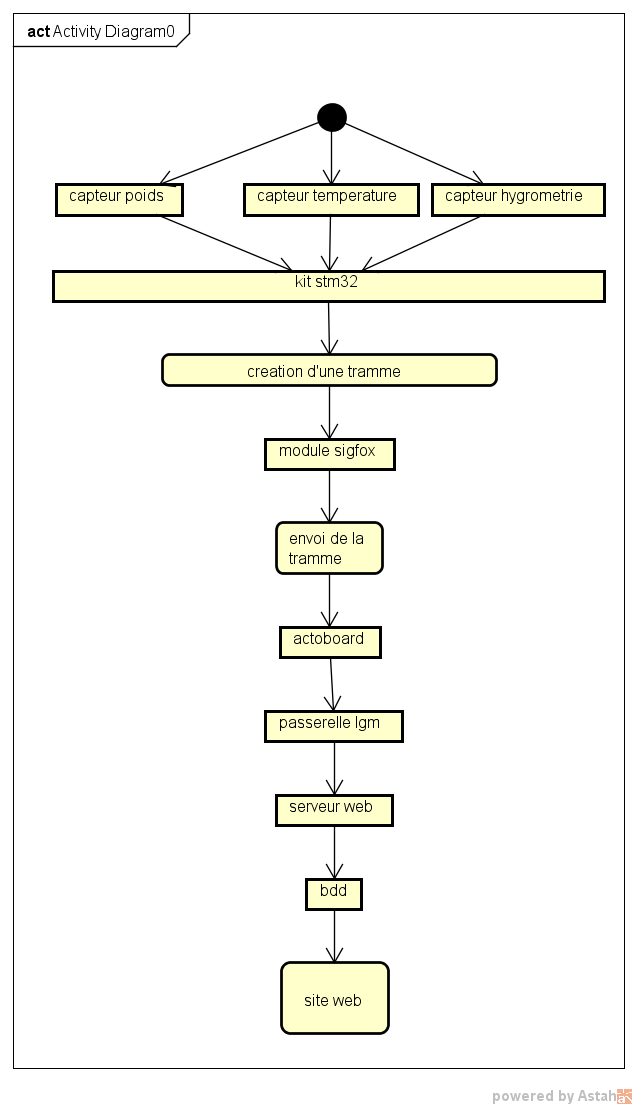 act Activity Diagram0
capteur poids
capteur temperature
capteur hygrometrie
kit stm32
creation d'une tramme
module sigfox
envoi de la
tramme
actoboard
passerelle lgm
serveur web
bdd
site web
powered by Astah